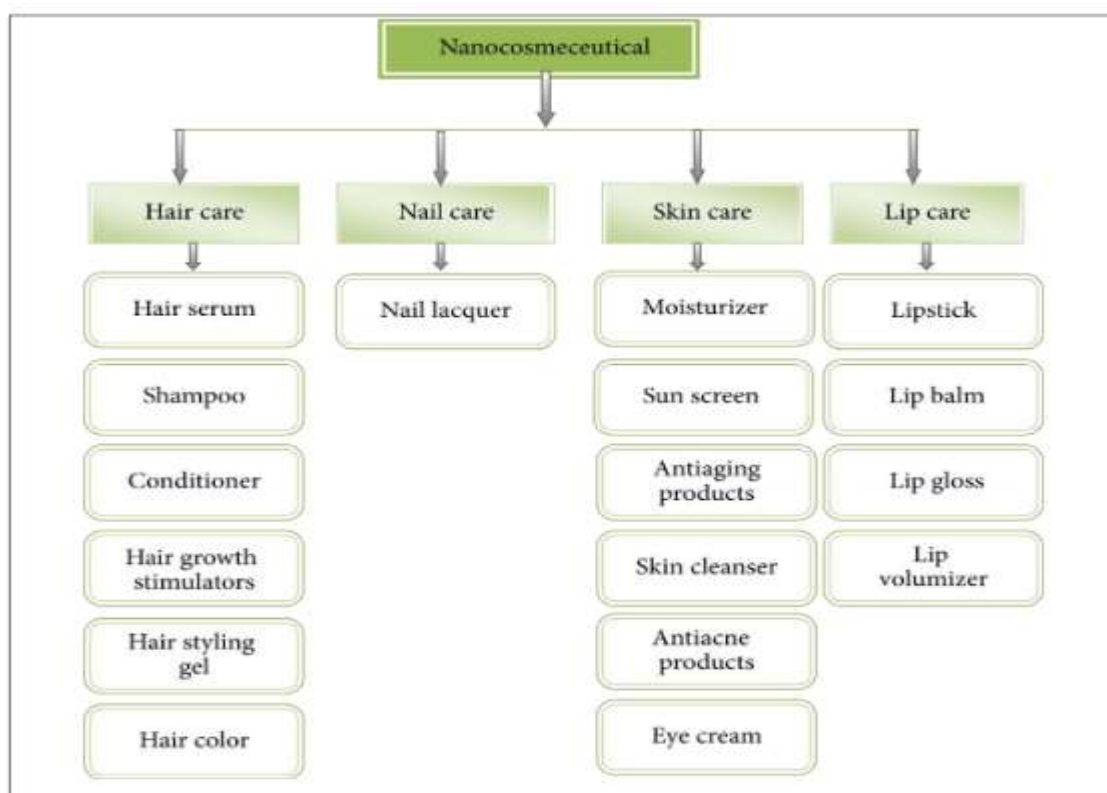 Nanocosmeceutical
Hair care
Nail care
Skin care
Lip care
Hair serum
Nail lacquer
Moisturizer
Lipstick
Shampoo
Sun screen
Lip balm
Conditioner
Antiaging
products
Lip gloss
Hair growth
stimulators
Skin cleanser
Lip
volumizer
Hair styling
gel
Antiacne
products
Hair color
Eye cream